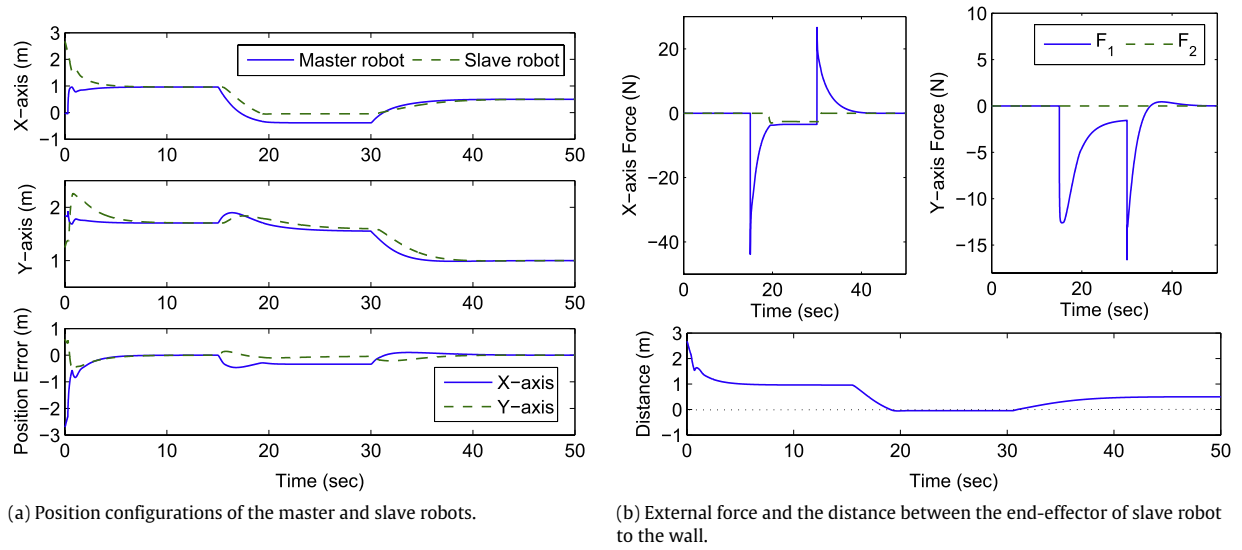 3
2
1
0
−1
X−axis (m)
Master robot
Slave robot
0 10 20 30 40 50
2
1
Y−axis (m)
0 10 20 30 40 50
1
0
−1
−2
−3
Position Error (m)
X−axis
Y−axis
0 10 20 30 40 50
Time (sec)
(a) Position configurations of the master and slave robots.
20
0
−20
−40
X−axis Force (N)
0 20 40
Time (sec)
10
5
0
−5
−10
−15
Y−axis Force (N)
F1
F2
0 20 40
Time (sec)
3
2
1
0
−1
Distance (m)
0 10 20 30 40 50
Time (sec)
(b) External force and the distance between the end-effector of slave robot
to the wall.